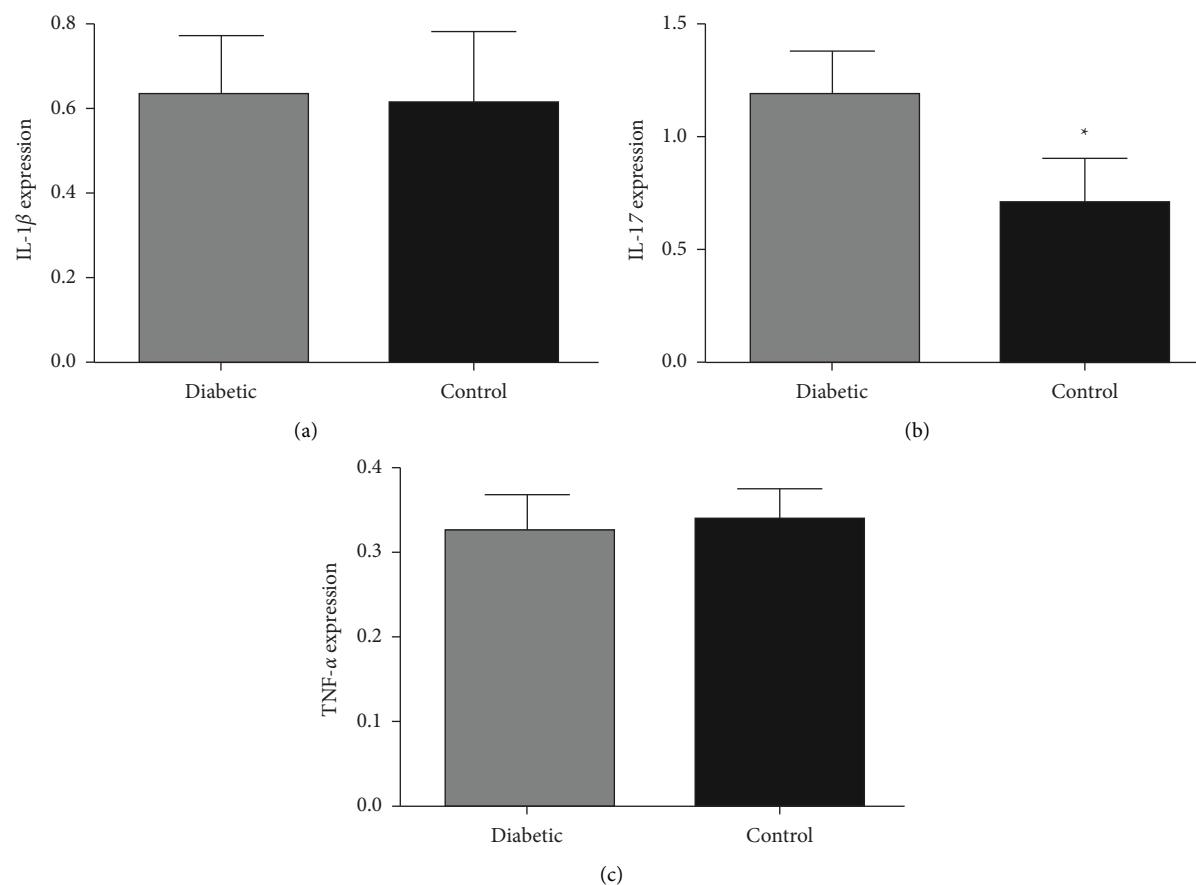 0.8
0.6
0.4
0.2
0.0
IL-1β expression
Diabetic
Control
(a)
1.5
1.0
0.5
0.0
IL-17 expression
*
Diabetic
Control
(b)
0.4
0.3
0.2
0.1
0.0
TNF-α expression
Diabetic
Control
(c)